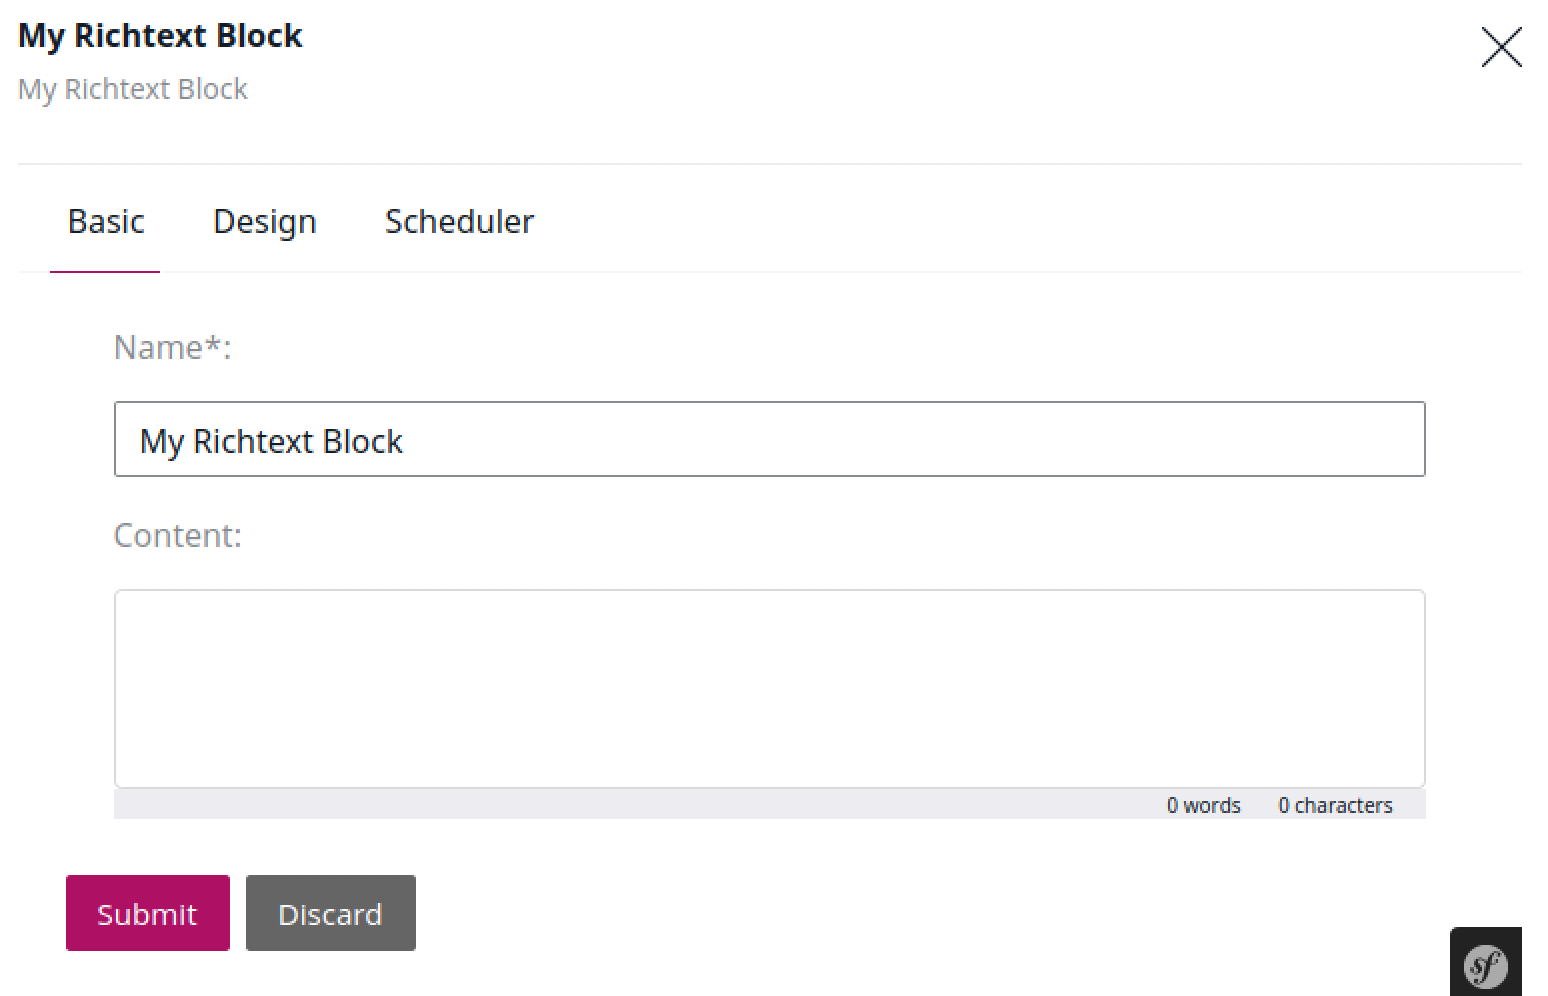 My Richtext Block
My Richtext Block
Basic Design Scheduler
Name*:
My Richtext Block
Content:
0 words 0 characters
Submit Discard
sf